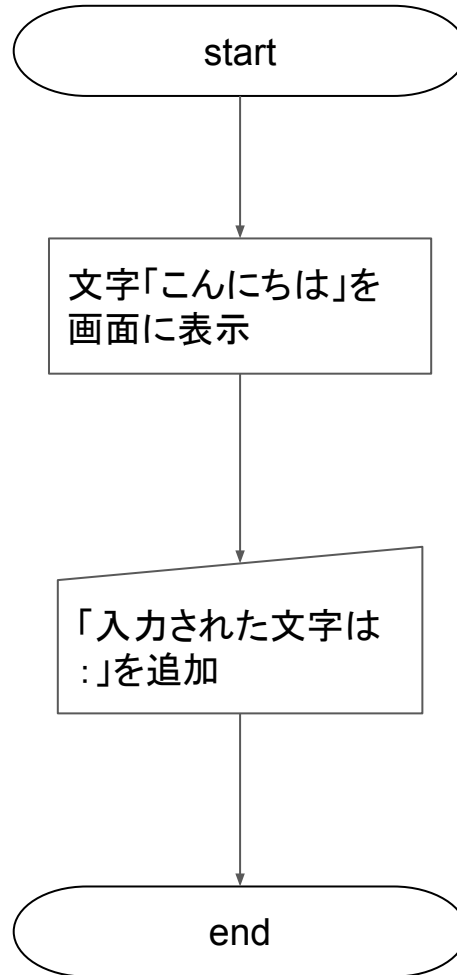 start
文字「こんにちは」を
画面に表示
「入力された文字は
：」を追加
end